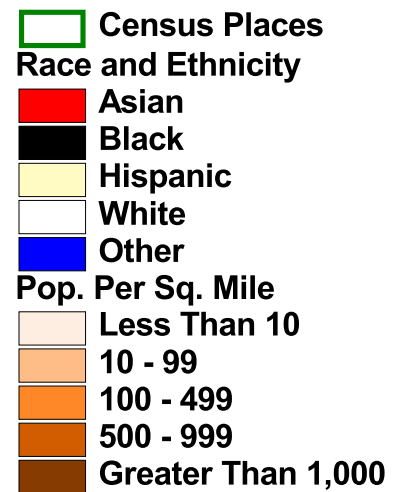 Census Places
Race and Ethnicity
Asian
Black
Hispanic
White
Other
Pop. Per Sq. Mile
Less Than 10
10 - 99
100 - 499
500 - 999
Greater Than 1,000